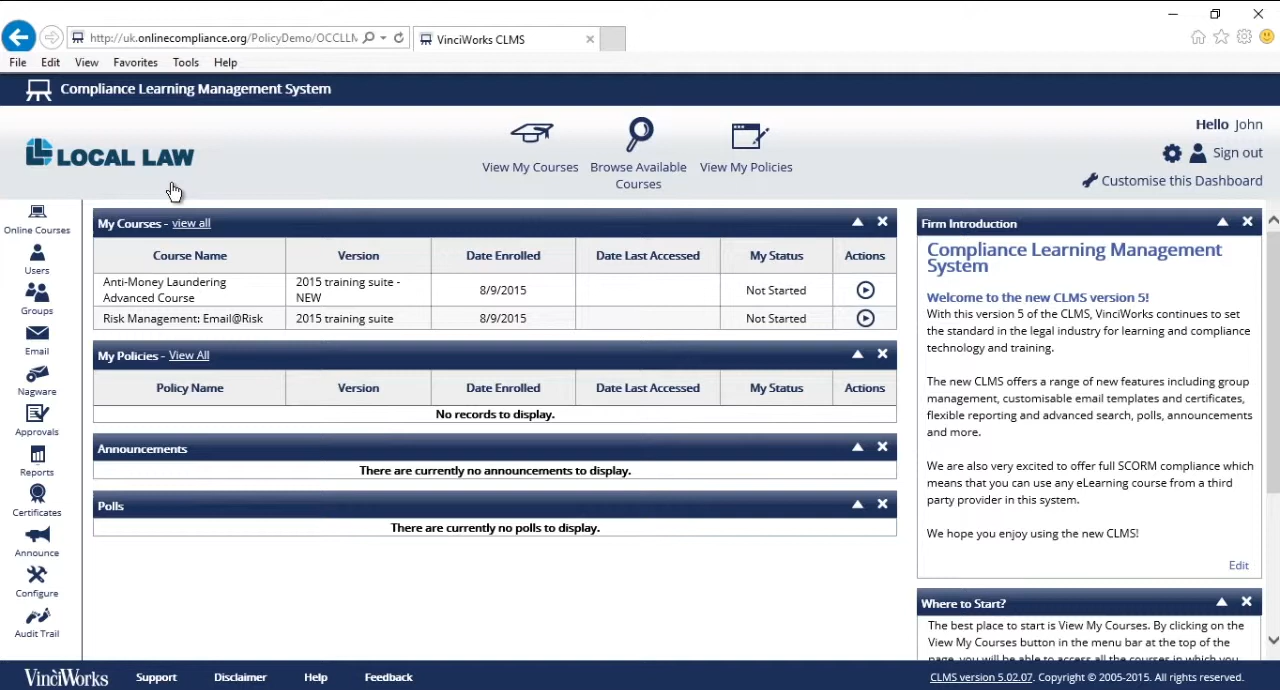 http://uk.onlinecompliance.org/PolicyDemo/OCCLLM
VinciWorks CLMS
File Edit View Favorites Tools Help
Compliance Learning Management System
LOCAL LAW
View My Courses
Browse Available
Courses
View My Policies
Hello John
Sign out
Customise this Dashboard
Online Courses
Users
Groups
Email
Nagware
Approvals
Reports
Certificates
Announce
Configure
Audit Trail
My Courses - view all
Course Name Version Date Enrolled Date Last Accessed My Status Actions
Anti-Money Laundering
Advanced Course
2015 training suite -
NEW
8/9/2015
Not Started
Risk Management: Email@Risk 2015 training suite 8/9/2015 Not Started
My Policies - View All
Policy Name Version Date Enrolled Date Last Accessed My Status Actions
No records to display.
Announcements
There are currently no announcements to display.
Polls
There are currently no polls to display.
Firm Introduction
Compliance Learning Management
System
Welcome to the new CLMS version 5!
With this version 5 of the CLMS, VinciWorks continues to set
the standard in the legal industry for learning and compliance
technology and training.
The new CLMS offers a range of new features including group
management, customisable email templates and certificates,
flexible reporting and advanced search, polls, announcements
and more.
We are also very excited to offer full SCORM compliance which
means that you can use any eLearning course from a third
party provider in this system.
We hope you enjoy using the new CLMS!
Edit
Where to Start?
The best place to start is View My Courses. By clicking on the
View My Courses button in the menu bar at the top of the
page, you will be able to access all the courses in which you
VinciWorks
Support Disclaimer Help Feedback
CLMS version 5.02.07. Copyright © 2005-2015. All rights reserved.